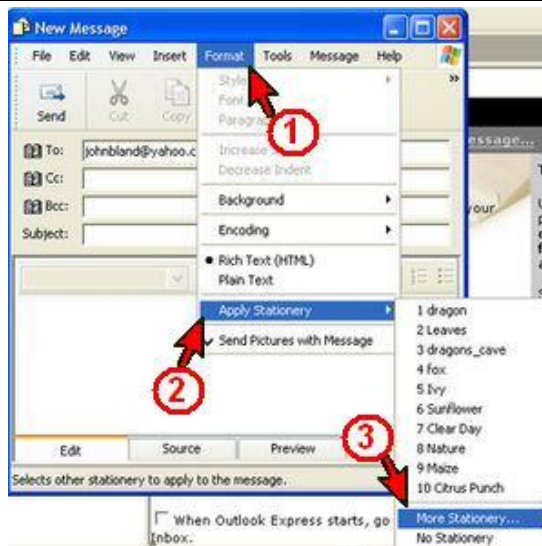 New Message
File Edit View Insert Format Tools Message Help
Send Cut Copy
To: johnbland@yahoo.c
Cc:
Bcc:
Subject:
Increase
Decrease Indent
Background
Encoding
Rich Text (HTML)
Plain Text
Apply Stationery
Send Pictures with Message
1
2
3
1 dragon
2 Leaves
3 dragons_cave
4 fox
5 Ivy
6 Sunflower
7 Clear Day
8 Nature
9 Maize
10 Citrus Punch
More Stationery...
No Stationery
Edit Source Preview
Selects other stationery to apply to the message.
essage...
your
When Outlook Express starts, go
Inbox.